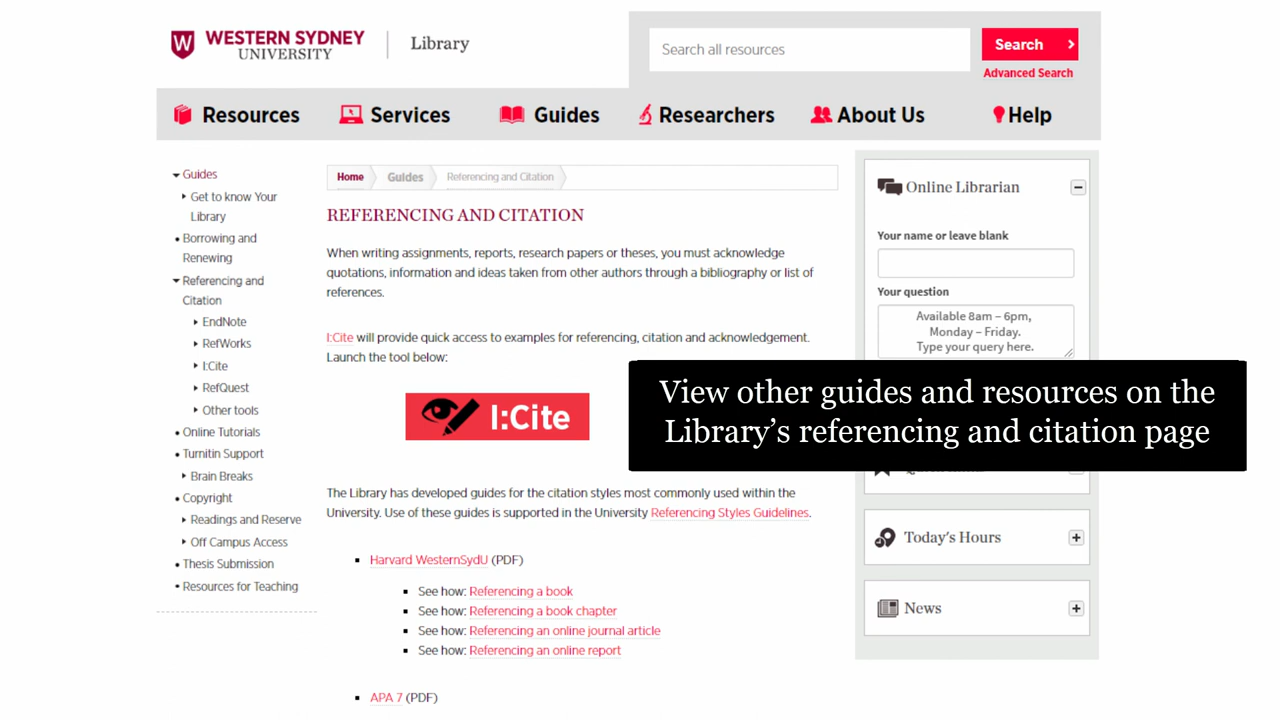 WESTERN SYDNEY
UNIVERSITY
Library
Search all resources
Search
Advanced Search
Resources
Services
Guides
Researchers
About Us
Help
Guides
Get to know Your
Library
Borrowing and
Renewing
Referencing and
Citation
EndNote
RefWorks
I:Cite
RefQuest
Other tools
Online Tutorials
Turnitin Support
Brain Breaks
Copyright
Readings and Reserve
Off Campus Access
Thesis Submission
Resources for Teaching
Home Guides Referencing and Citation
REFERENCING AND CITATION
When writing assignments, reports, research papers or theses, you must acknowledge
quotations, information and ideas taken from other authors through a bibliography or list of
references.
I:Cite will provide quick access to examples for referencing, citation and acknowledgement.
Launch the tool below:
I:Cite
The Library has developed guides for the citation styles most commonly used within the
University. Use of these guides is supported in the University Referencing Styles Guidelines.
Harvard WesternSydU (PDF)
See how: Referencing a book
See how: Referencing a book chapter
See how: Referencing an online journal article
See how: Referencing an online report
APA 7 (PDF)
Online Librarian
Your name or leave blank
Your question
Available 8am – 6pm,
Monday – Friday.
Type your query here.
View other guides and resources on the
Library’s referencing and citation page
Today's Hours
News